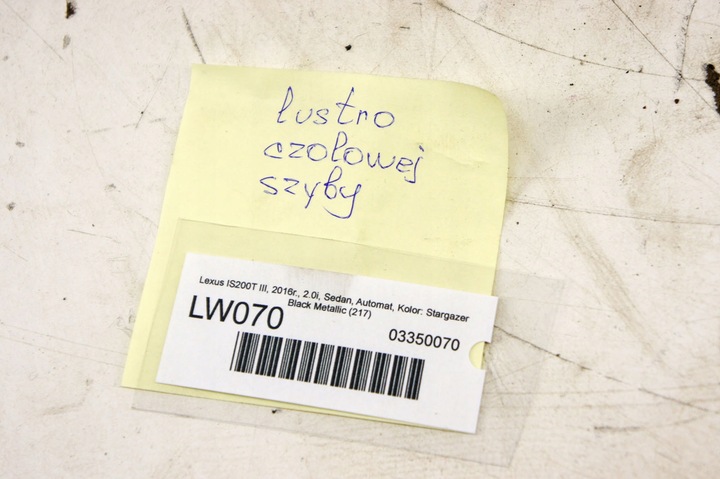 lustro
czołowej
szyby
Lexus IS200T III, 2016r., 2.0i, Sedan, Automat, Kolor: Stargazer
Black Metallic (217)
LW070
03350070